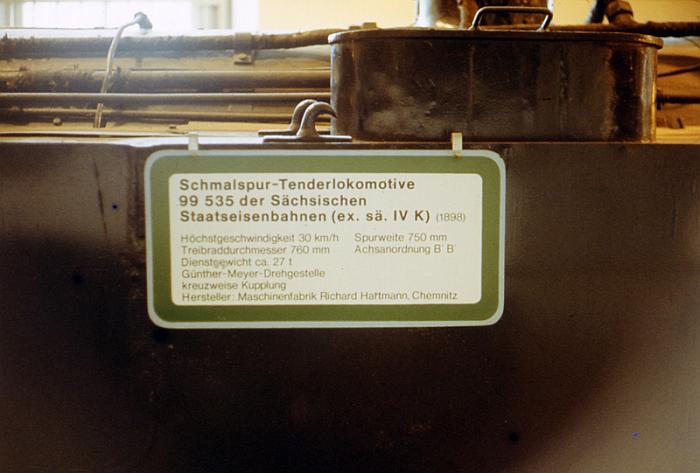 Schmalspur-Tenderlokomotive
99 535 der Sächsischen
Staatseisenbahnen (ex. sä. IV K) (1898)
Höchstgeschwindigkeit 30 km/h Spurweite 750 mm
Treibraddurchmesser 760 mm Achsanordnung B' B'
Dienstgewicht ca. 27 t
Günther-Meyer-Drehgestelle
kreuzweise Kupplung
Hersteller: Maschinenfabrik Richard Hattmann, Chemnitz